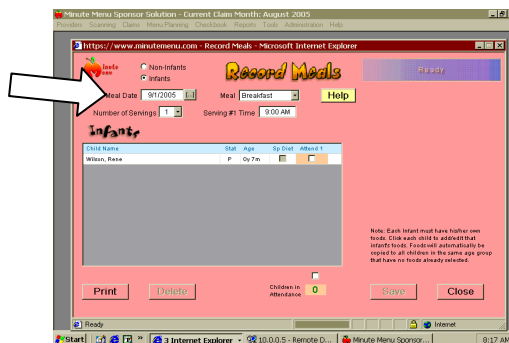 Minute Menu Sponsor Solution - Current Claim Month: August 2005
Providers Scanning Claims Menu/Planning Checkbook Reports Tools Administration Help
https://www.minutemenu.com - Record Meals - Microsoft Internet Explorer
minute menu
Non-Infants
Infants
Record Meals
Ready
Meal Date 9/1/2005 Meal Breakfast Help
Number of Servings 1 Serving #1 Time 9:00 AM
Infants
Child Name Stat Age Sp Diet Attend 1
Wilson, Rene P 0y 7m
Note: Each Infant must have his/her own
foods. Click each child to add/edit that
infant's foods. Foods will automatically be
copied to all children in the same age group
that have no foods already selected.
Print Delete Children in Attendance 0 Save Close
Ready Internet
Start 3 Internet Explorer 10.0.0.5 - Remote D... Minute Menu Sponsor... 8:17 AM